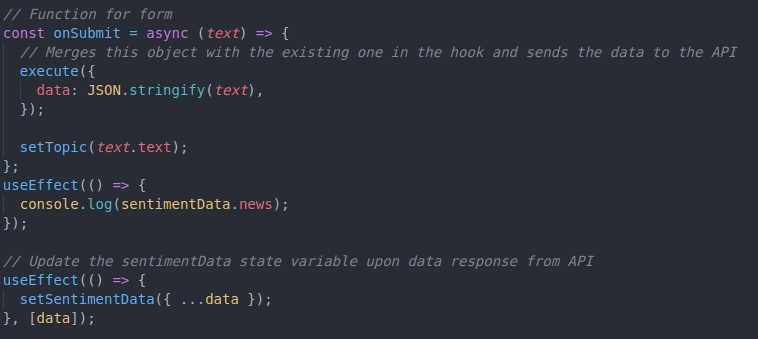 // Function for form
const onSubmit = async (text) => {
  // Merges this object with the existing one in the hook and sends the data to the API
  execute({
    data: JSON.stringify(text),
  });

  setTopic(text.text);
};
useEffect(() => {
  console.log(sentimentData.news);
});

// Update the sentimentData state variable upon data response from API
useEffect(() => {
  setSentimentData({ ...data });
}, [data]);